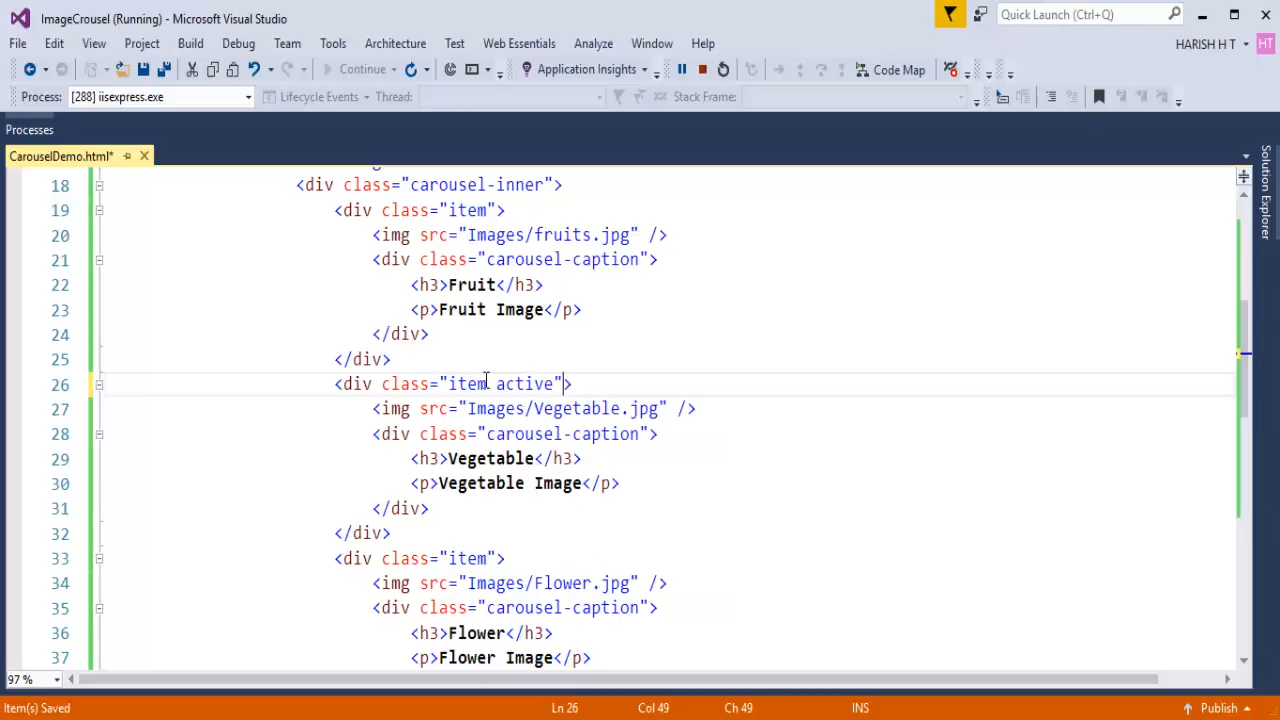 ImageCrousel (Running) - Microsoft Visual Studio
Quick Launch (Ctrl+Q)
File Edit View Project Build Debug Team Tools Architecture Test Web Essentials Analyze Window Help HARISH H T HT
Continue Application Insights Code Map
Process: [288] iisexpress.exe Lifecycle Events Thread: Stack Frame:
Processes
CarouselDemo.html*
Solution Explorer
18 <div class="carousel-inner">
19 <div class="item">
20 <img src="Images/fruits.jpg" />
21 <div class="carousel-caption">
22 <h3>Fruit</h3>
23 <p>Fruit Image</p>
24 </div>
25 </div>
26 <div class="item active">
27 <img src="Images/Vegetable.jpg" />
28 <div class="carousel-caption">
29 <h3>Vegetable</h3>
30 <p>Vegetable Image</p>
31 </div>
32 </div>
33 <div class="item">
34 <img src="Images/Flower.jpg" />
35 <div class="carousel-caption">
36 <h3>Flower</h3>
37 <p>Flower Image</p>
97 %
Item(s) Saved Ln 26 Col 49 Ch 49 INS Publish